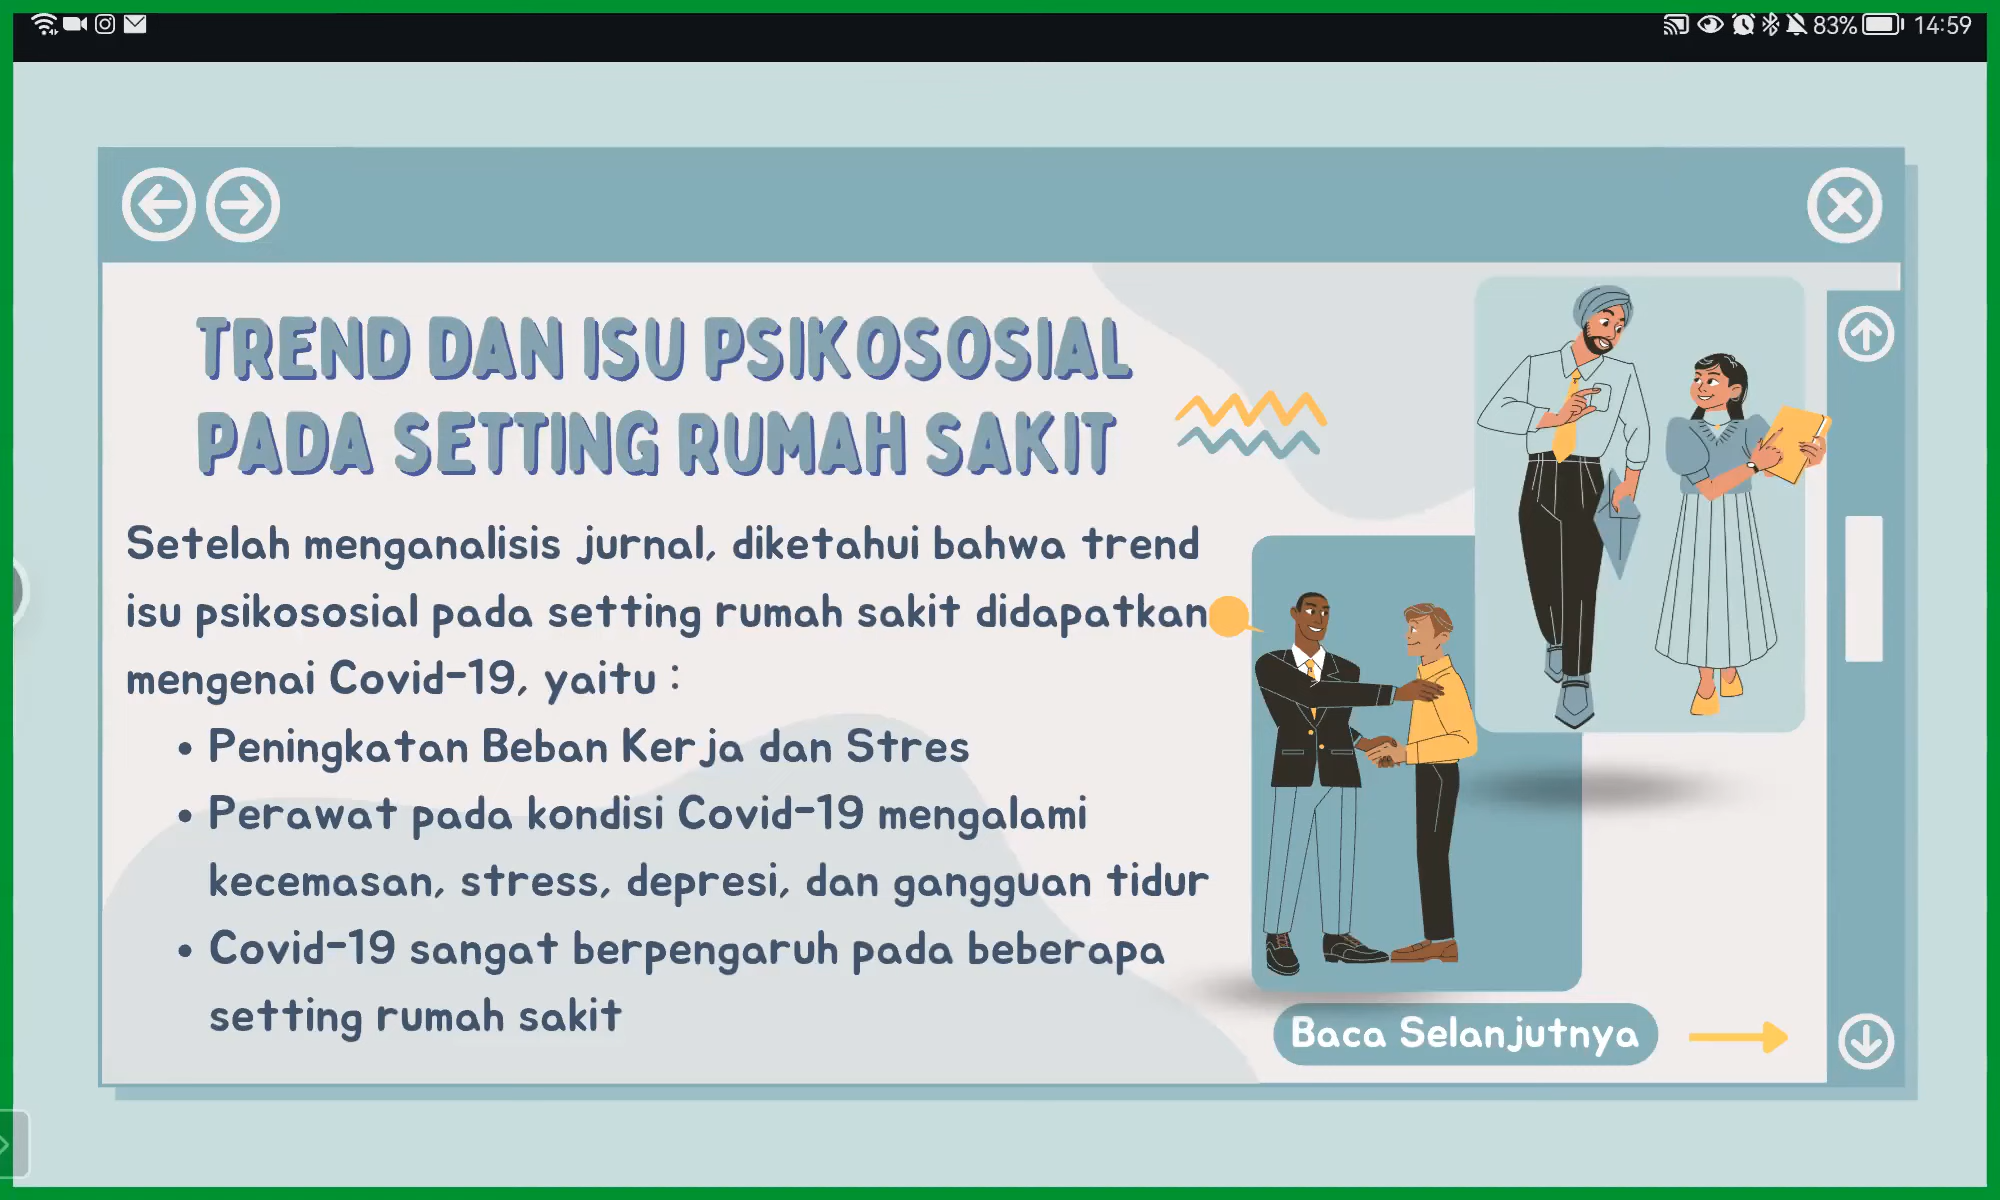 83% 14:59
TREND DAN ISU PSIKOSOSIAL
PADA SETTING RUMAH SAKIT
Setelah menganalisis jurnal, diketahui bahwa trend
isu psikososial pada setting rumah sakit didapatkan
mengenai Covid-19, yaitu :
• Peningkatan Beban Kerja dan Stres
• Perawat pada kondisi Covid-19 mengalami
kecemasan, stress, depresi, dan gangguan tidur
• Covid-19 sangat berpengaruh pada beberapa
setting rumah sakit
Baca Selanjutnya